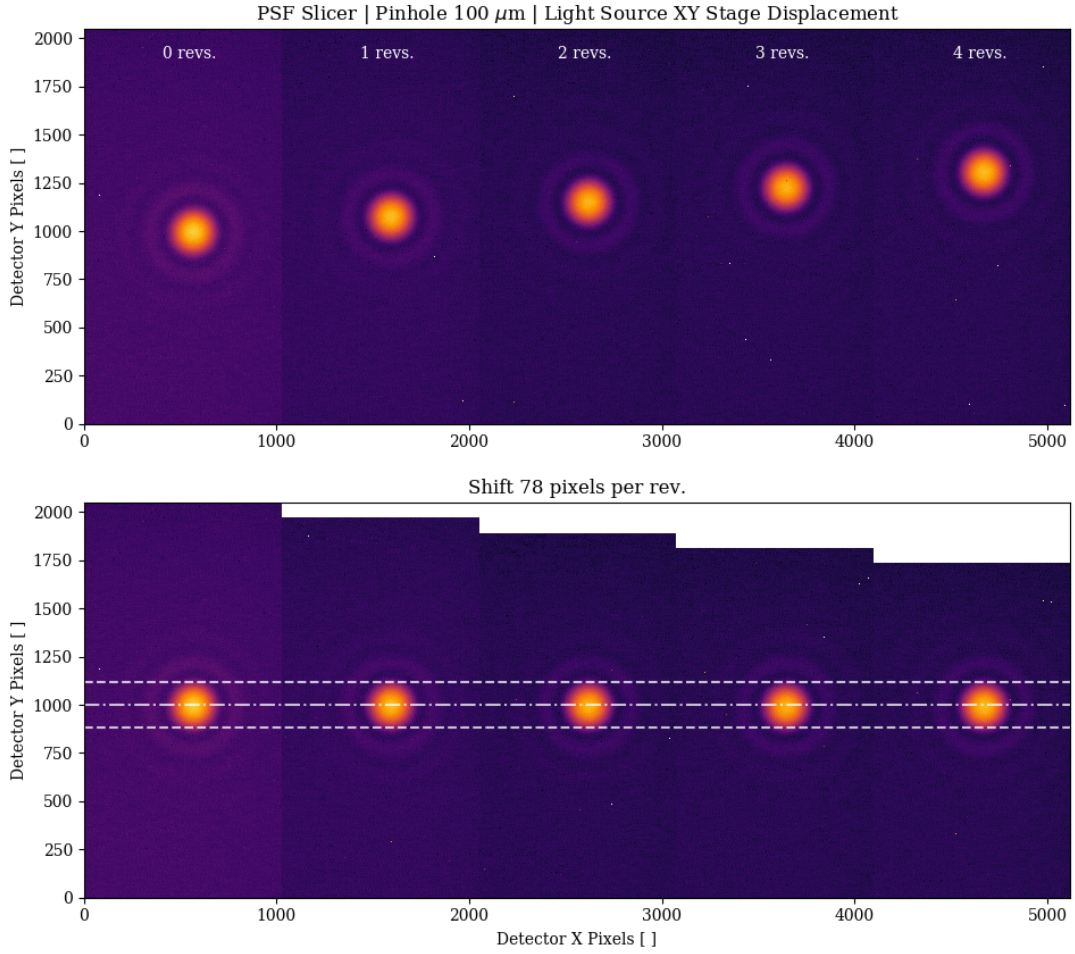 PSF Slicer | Pinhole 100 μm | Light Source XY Stage Displacement
0 revs. 1 revs. 2 revs. 3 revs. 4 revs.
Detector Y Pixels [ ]
2000
1750
1500
1250
1000
750
500
250
0
0 1000 2000 3000 4000 5000
Shift 78 pixels per rev.
Detector Y Pixels [ ]
2000
1750
1500
1250
1000
750
500
250
0
0 1000 2000 3000 4000 5000
Detector X Pixels [ ]